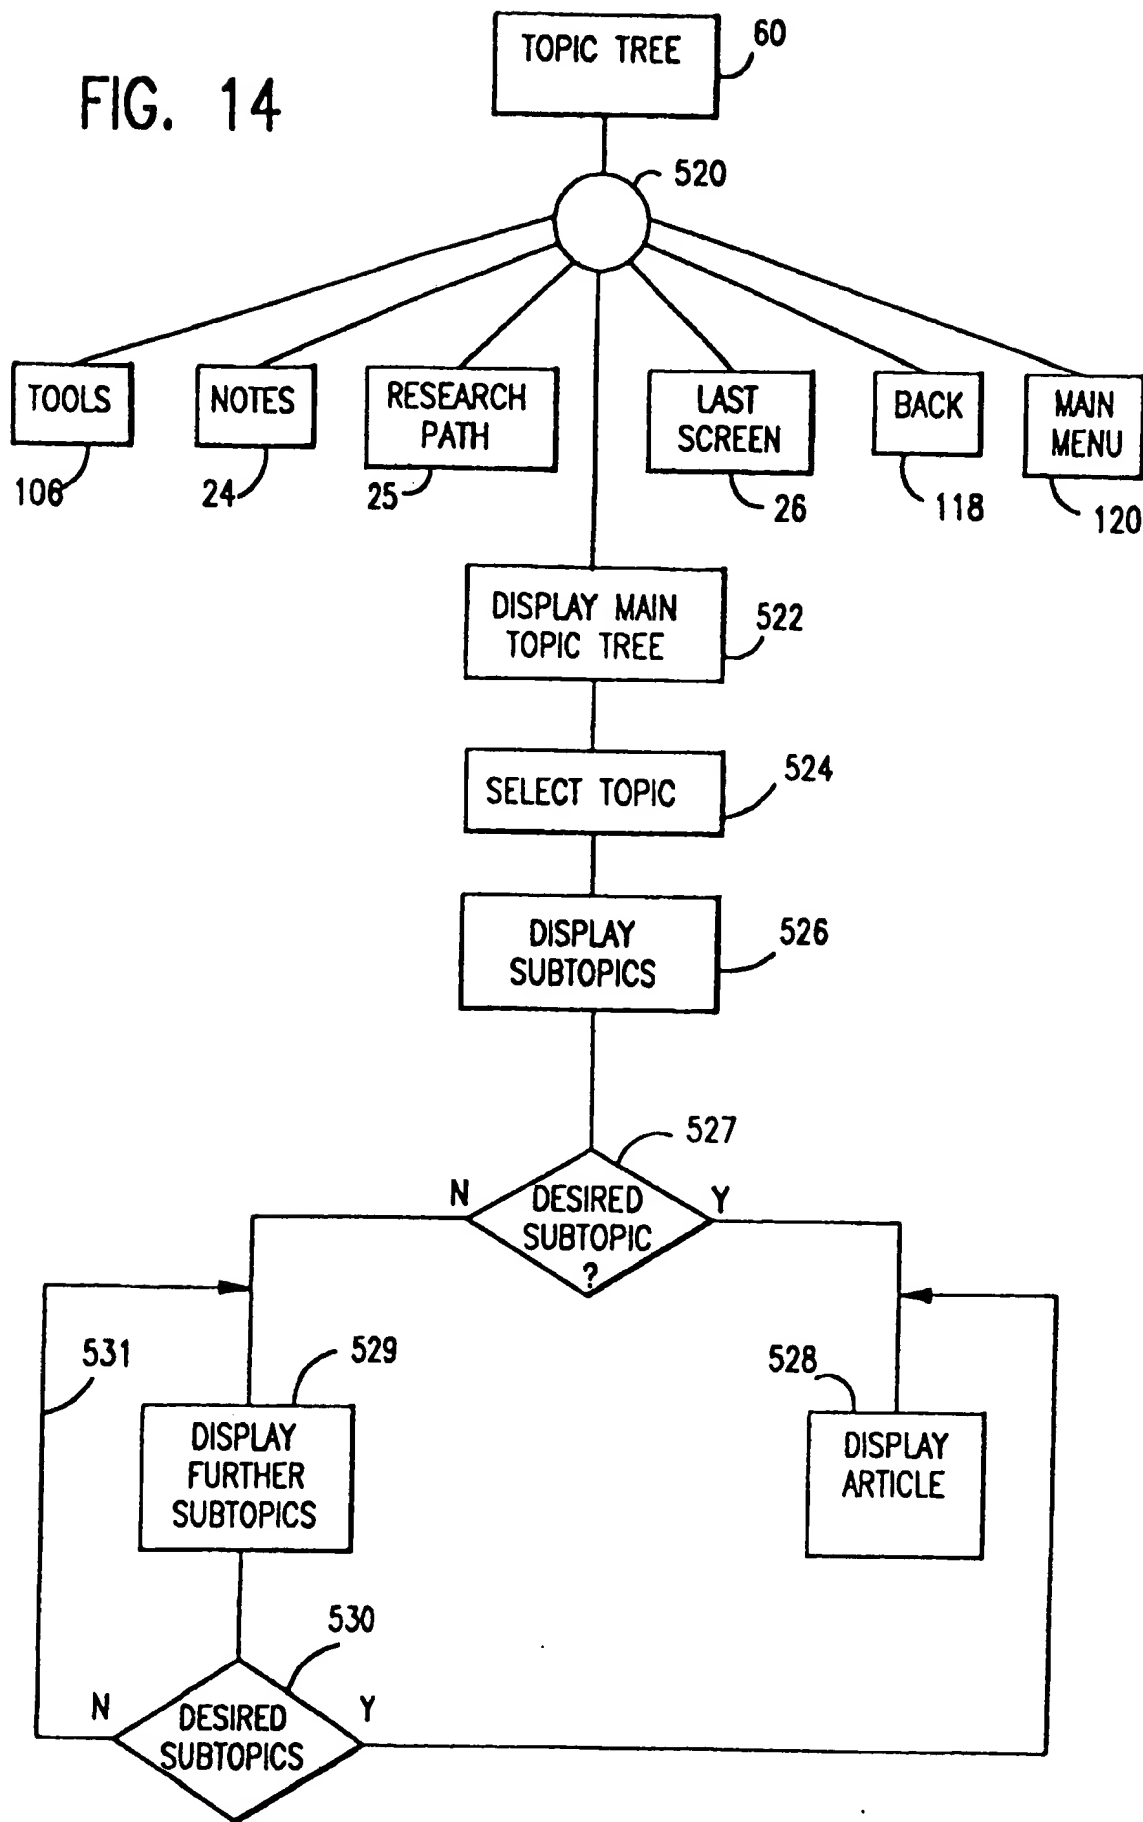 FIG. 14
TOPIC TREE
60
520
TOOLS
NOTES
RESEARCH
PATH
LAST
SCREEN
BACK
MAIN
MENU
106
24
25
26
118
120
DISPLAY MAIN
TOPIC TREE
522
SELECT TOPIC
524
DISPLAY
SUBTOPICS
526
527
N
DESIRED
SUBTOPIC
?
Y
531
529
528
DISPLAY
FURTHER
SUBTOPICS
DISPLAY
ARTICLE
530
N
DESIRED
SUBTOPICS
Y